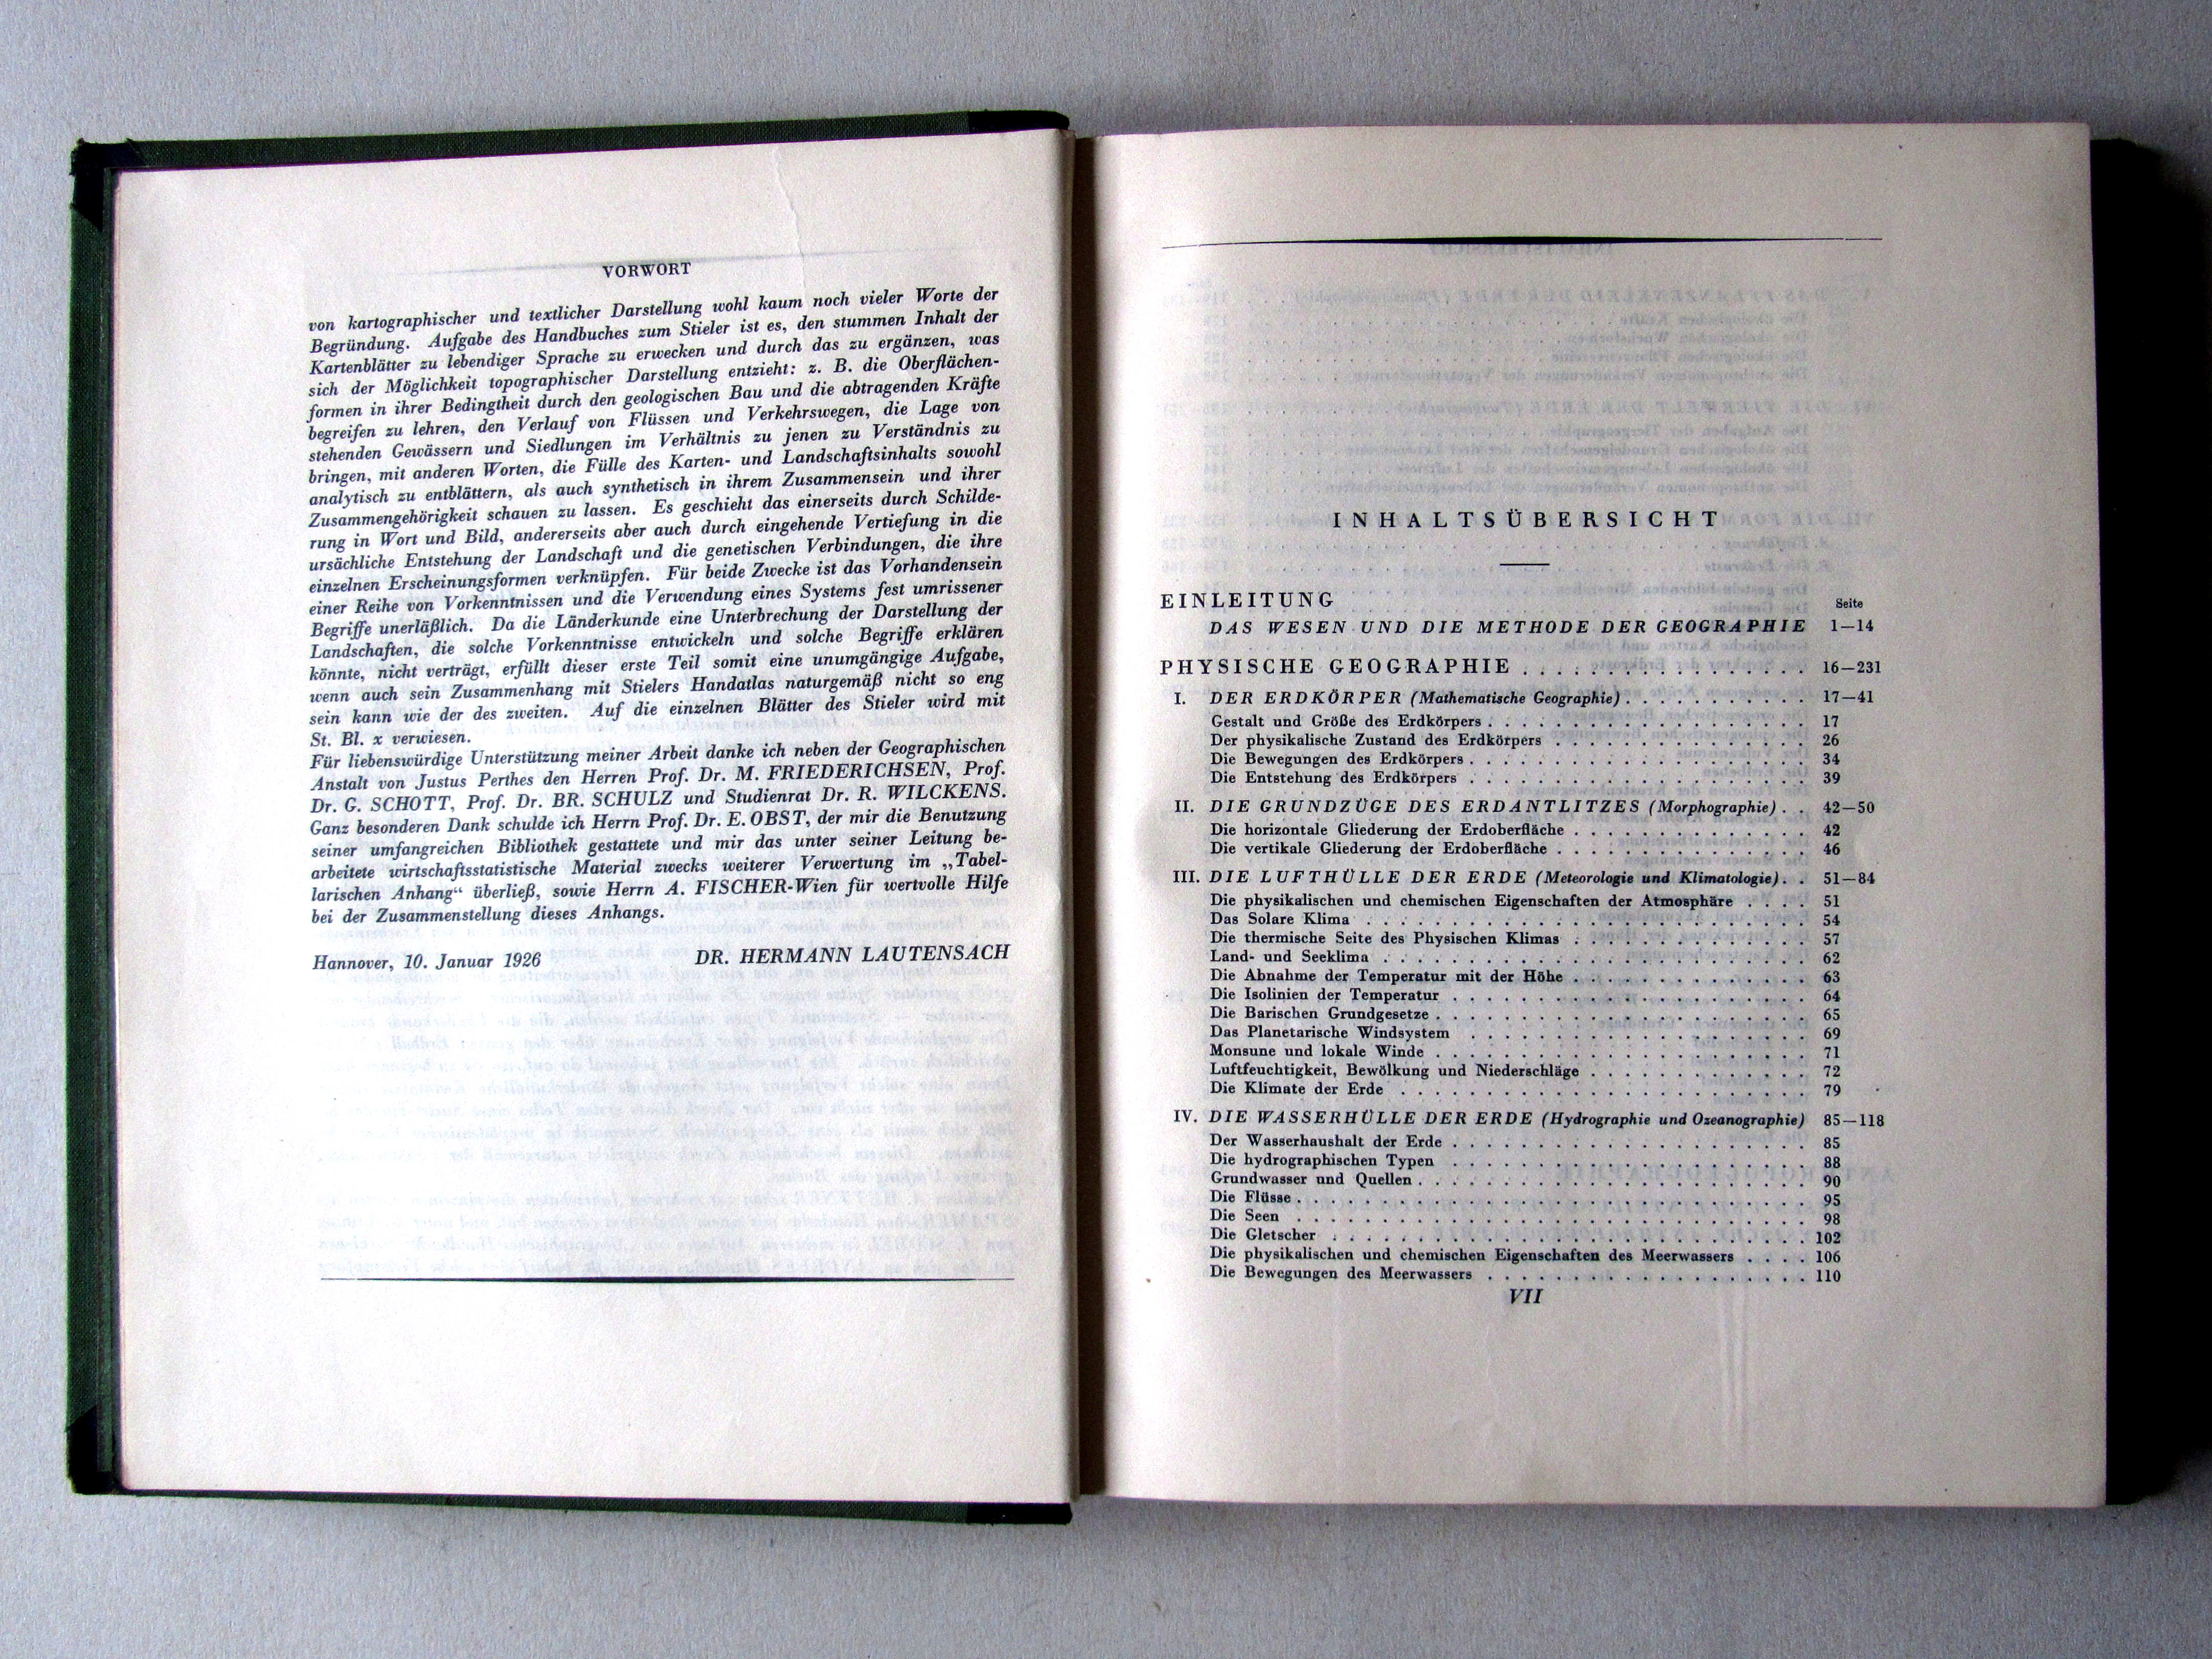 VORWORT
von kartographischer und textlicher Darstellung wohl kaum noch vieler Worte der
Begründung. Aufgabe des Handbuches zum Stieler ist es, den stummen Inhalt der
Kartenblätter zu lebendiger Sprache zu erwecken und durch das zu ergänzen, was
sich der Möglichkeit topographischer Darstellung entzieht: z. B. die Oberflächen-
formen in ihrer Bedingtheit durch den geologischen Bau und die abtragenden Kräfte
begreifen zu lehren, den Verlauf von Flüssen und Verkehrswegen, die Lage von
stehenden Gewässern und Siedlungen im Verhältnis zu jenen zu Verständnis zu
bringen, mit anderen Worten, die Fülle des Karten- und Landschaftsinhalts sowohl
analytisch zu entblättern, als auch synthetisch in ihrem Zusammensein und ihrer
Zusammengehörigkeit schauen zu lassen. Es geschieht das einerseits durch Schilde-
rung in Wort und Bild, andererseits aber auch durch eingehende Vertiefung in die
ursächliche Entstehung der Landschaft und die genetischen Verbindungen, die ihre
einzelnen Erscheinungsformen verknüpfen. Für beide Zwecke ist das Vorhandensein
einer Reihe von Vorkenntnissen und die Verwendung eines Systems fest umrissener
Begriffe unerläßlich. Da die Länderkunde eine Unterbrechung der Darstellung der
Landschaften, die solche Vorkenntnisse entwickeln und solche Begriffe erklären
könnte, nicht verträgt, erfüllt dieser erste Teil somit eine unumgängige Aufgabe,
wenn auch sein Zusammenhang mit Stielers Handatlas naturgemäß nicht so eng
sein kann wie der des zweiten. Auf die einzelnen Blätter des Stieler wird mit
St. Bl. x verwiesen.
Für liebenswürdige Unterstützung meiner Arbeit danke ich neben der Geographischen
Anstalt von Justus Perthes den Herren Prof. Dr. M. FRIEDERICHSEN, Prof.
Dr. G. SCHOTT, Prof. Dr. BR. SCHULZ und Studienrat Dr. R. WILCKENS.
Ganz besonderen Dank schulde ich Herrn Prof. Dr. E. OBST, der mir die Benutzung
seiner umfangreichen Bibliothek gestattete und mir das unter seiner Leitung be-
arbeitete wirtschaftsstatistische Material zwecks weiterer Verwertung im „Tabel-
larischen Anhang“ überließ, sowie Herrn A. FISCHER-Wien für wertvolle Hilfe
bei der Zusammenstellung dieses Anhangs.
Hannover, 10. Januar 1926 DR. HERMANN LAUTENSACH
INHALTSÜBERSICHT
EINLEITUNG Seite
DAS WESEN UND DIE METHODE DER GEOGRAPHIE 1—14
PHYSISCHE GEOGRAPHIE . . . . . . . . . . . . . . . . . 16—231
I. DER ERDKÖRPER (Mathematische Geographie) . . . . . . . . . . . 17—41
Gestalt und Größe des Erdkörpers . . . . . . . . . . . . . . . . . . . 17
Der physikalische Zustand des Erdkörpers . . . . . . . . . . . . . . . 26
Die Bewegungen des Erdkörpers . . . . . . . . . . . . . . . . . . . . 34
Die Entstehung des Erdkörpers . . . . . . . . . . . . . . . . . . . . 39
II. DIE GRUNDZÜGE DES ERDANTLITZES (Morphographie) . . 42—50
Die horizontale Gliederung der Erdoberfläche . . . . . . . . . . . . . . 42
Die vertikale Gliederung der Erdoberfläche . . . . . . . . . . . . . . . 46
III. DIE LUFTHÜLLE DER ERDE (Meteorologie und Klimatologie) . . 51—84
Die physikalischen und chemischen Eigenschaften der Atmosphäre . . . . 51
Das Solare Klima . . . . . . . . . . . . . . . . . . . . . . . . . . 54
Die thermische Seite des Physischen Klimas . . . . . . . . . . . . . . 57
Land- und Seeklima . . . . . . . . . . . . . . . . . . . . . . . . . 62
Die Abnahme der Temperatur mit der Höhe . . . . . . . . . . . . . . 63
Die Isolinien der Temperatur . . . . . . . . . . . . . . . . . . . . . 64
Die Barischen Grundgesetze . . . . . . . . . . . . . . . . . . . . . . 65
Das Planetarische Windsystem . . . . . . . . . . . . . . . . . . . . 69
Monsune und lokale Winde . . . . . . . . . . . . . . . . . . . . . . 71
Luftfeuchtigkeit, Bewölkung und Niederschläge . . . . . . . . . . . . . 72
Die Klimate der Erde . . . . . . . . . . . . . . . . . . . . . . . . 79
IV. DIE WASSERHÜLLE DER ERDE (Hydrographie und Ozeanographie) 85—118
Der Wasserhaushalt der Erde . . . . . . . . . . . . . . . . . . . . . 85
Die hydrographischen Typen . . . . . . . . . . . . . . . . . . . . . 88
Grundwasser und Quellen . . . . . . . . . . . . . . . . . . . . . . . 90
Die Flüsse . . . . . . . . . . . . . . . . . . . . . . . . . . . . . . 95
Die Seen . . . . . . . . . . . . . . . . . . . . . . . . . . . . . . 98
Die Gletscher . . . . . . . . . . . . . . . . . . . . . . . . . . . . 102
Die physikalischen und chemischen Eigenschaften des Meerwassers . . . . 106
Die Bewegungen des Meerwassers . . . . . . . . . . . . . . . . . . . 110
VII